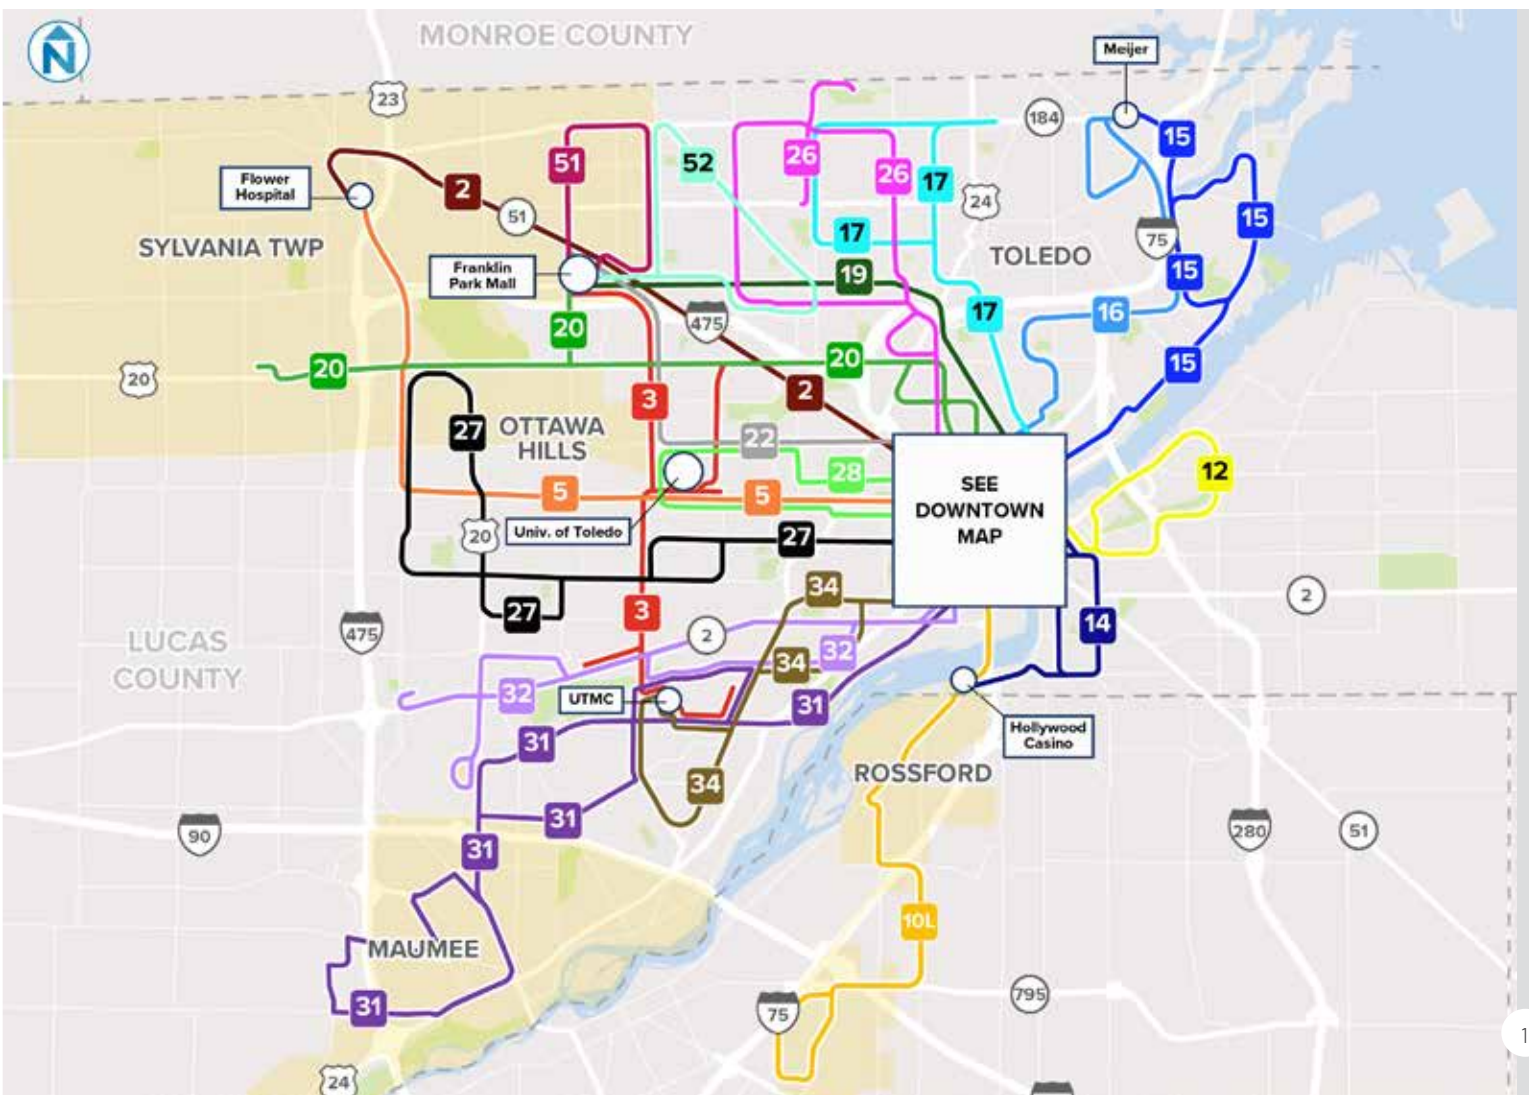 MONROE COUNTY
N
Meijer
23
184
15
51
52
26
26
17
Flower
Hospital
2
51
24
15
SYLVANIA TWP
17
75
TOLEDO
Franklin
Park Mall
19
15
17
16
475
20
20
20
20
2
15
3
27
OTTAWA
HILLS
22
28
12
SEE
DOWNTOWN
MAP
5
5
Univ. of Toledo
20
27
34
2
27
3
14
475
2
LUCAS
COUNTY
32
34
32
UTMC
31
Hollywood
Casino
31
ROSSFORD
34
31
90
280
51
31
10L
MAUMEE
795
31
75
1
24